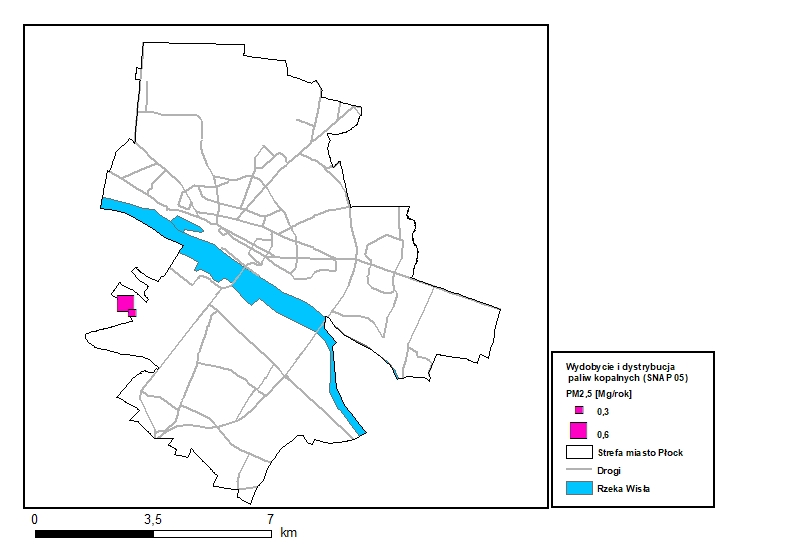 Wydobycie i dystrybucja
paliw kopalnych (SNAP 05)
PM2,5 [Mg/rok]
0,3
0,6
Strefa miasto Płock
Drogi
Rzeka Wisła
0 3,5 7
km